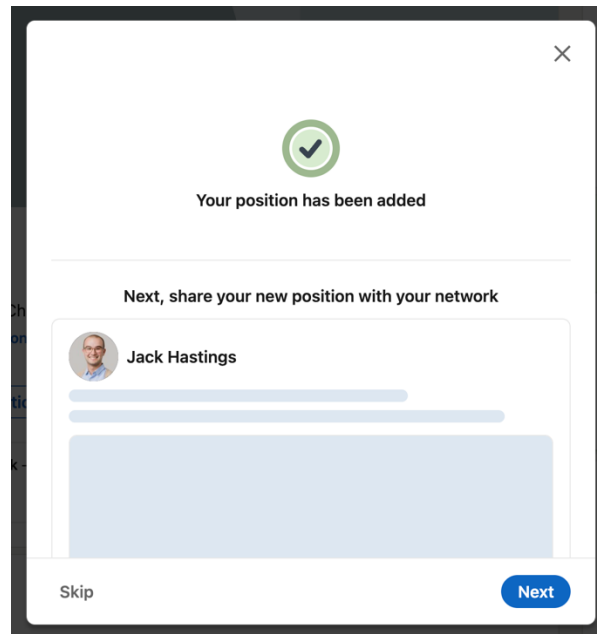 Your position has been added
Next, share your new position with your network
Jack Hastings
Skip
Next